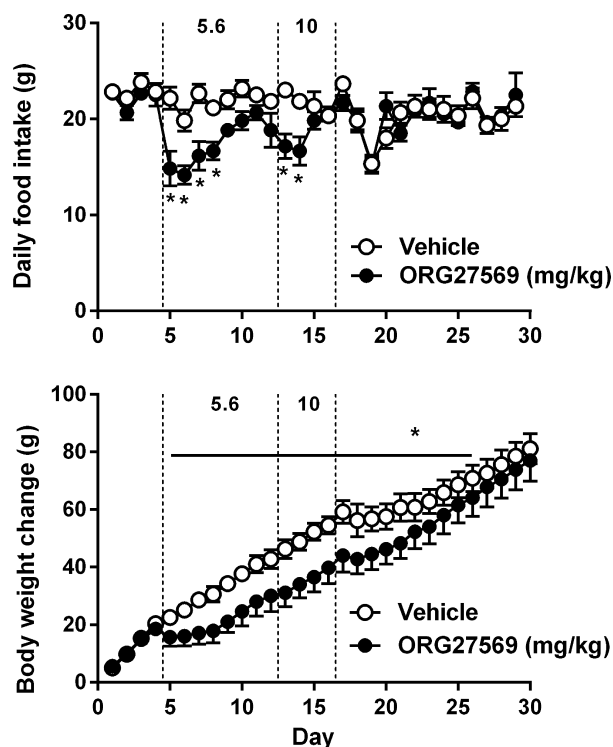 5.6 10
30
20
10
0
Daily food intake (g)
* * * * * *
Vehicle
ORG27569 (mg/kg)
0 5 10 15 20 25 30
5.6 10
*
100
80
60
40
20
0
Body weight change (g)
Vehicle
ORG27569 (mg/kg)
0 5 10 15 20 25 30
Day